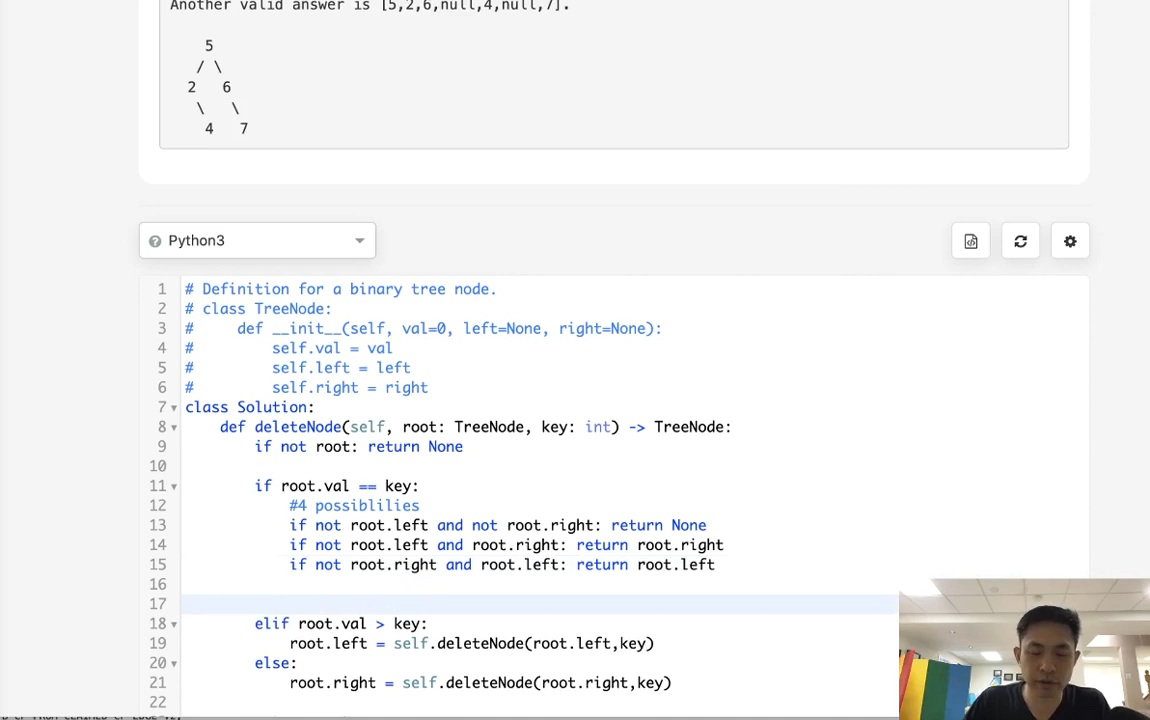 Another valid answer is [5,2,6,null,4,null,7].
5
/ \
2 6
\ \
4 7
Python3
1 # Definition for a binary tree node.
2 # class TreeNode:
3 #     def __init__(self, val=0, left=None, right=None):
4 #         self.val = val
5 #         self.left = left
6 #         self.right = right
7 class Solution:
8     def deleteNode(self, root: TreeNode, key: int) -> TreeNode:
9         if not root: return None
10
11         if root.val == key:
12             #4 possiblilies
13             if not root.left and not root.right: return None
14             if not root.left and root.right: return root.right
15             if not root.right and root.left: return root.left
16
17
18         elif root.val > key:
19             root.left = self.deleteNode(root.left,key)
20         else:
21             root.right = self.deleteNode(root.right,key)
22